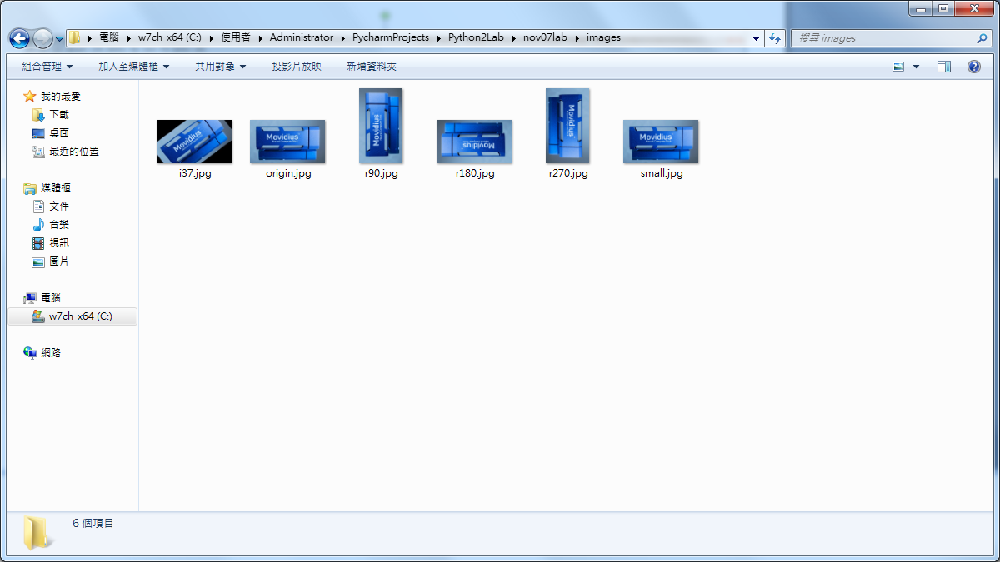 電腦 w7ch_x64 (C:) 使用者 Administrator PycharmProjects Python2Lab nov07lab images
搜尋 images
組合管理 加入至媒體櫃 共用對象 投影片放映 新增資料夾
我的最愛
下載
桌面
最近的位置
媒體櫃
文件
音樂
視訊
圖片
電腦
w7ch_x64 (C:)
網路
Movidius
Movidius
Movidius
Movidius
Movidius
Movidius
i37.jpg origin.jpg r90.jpg r180.jpg r270.jpg small.jpg
6 個項目